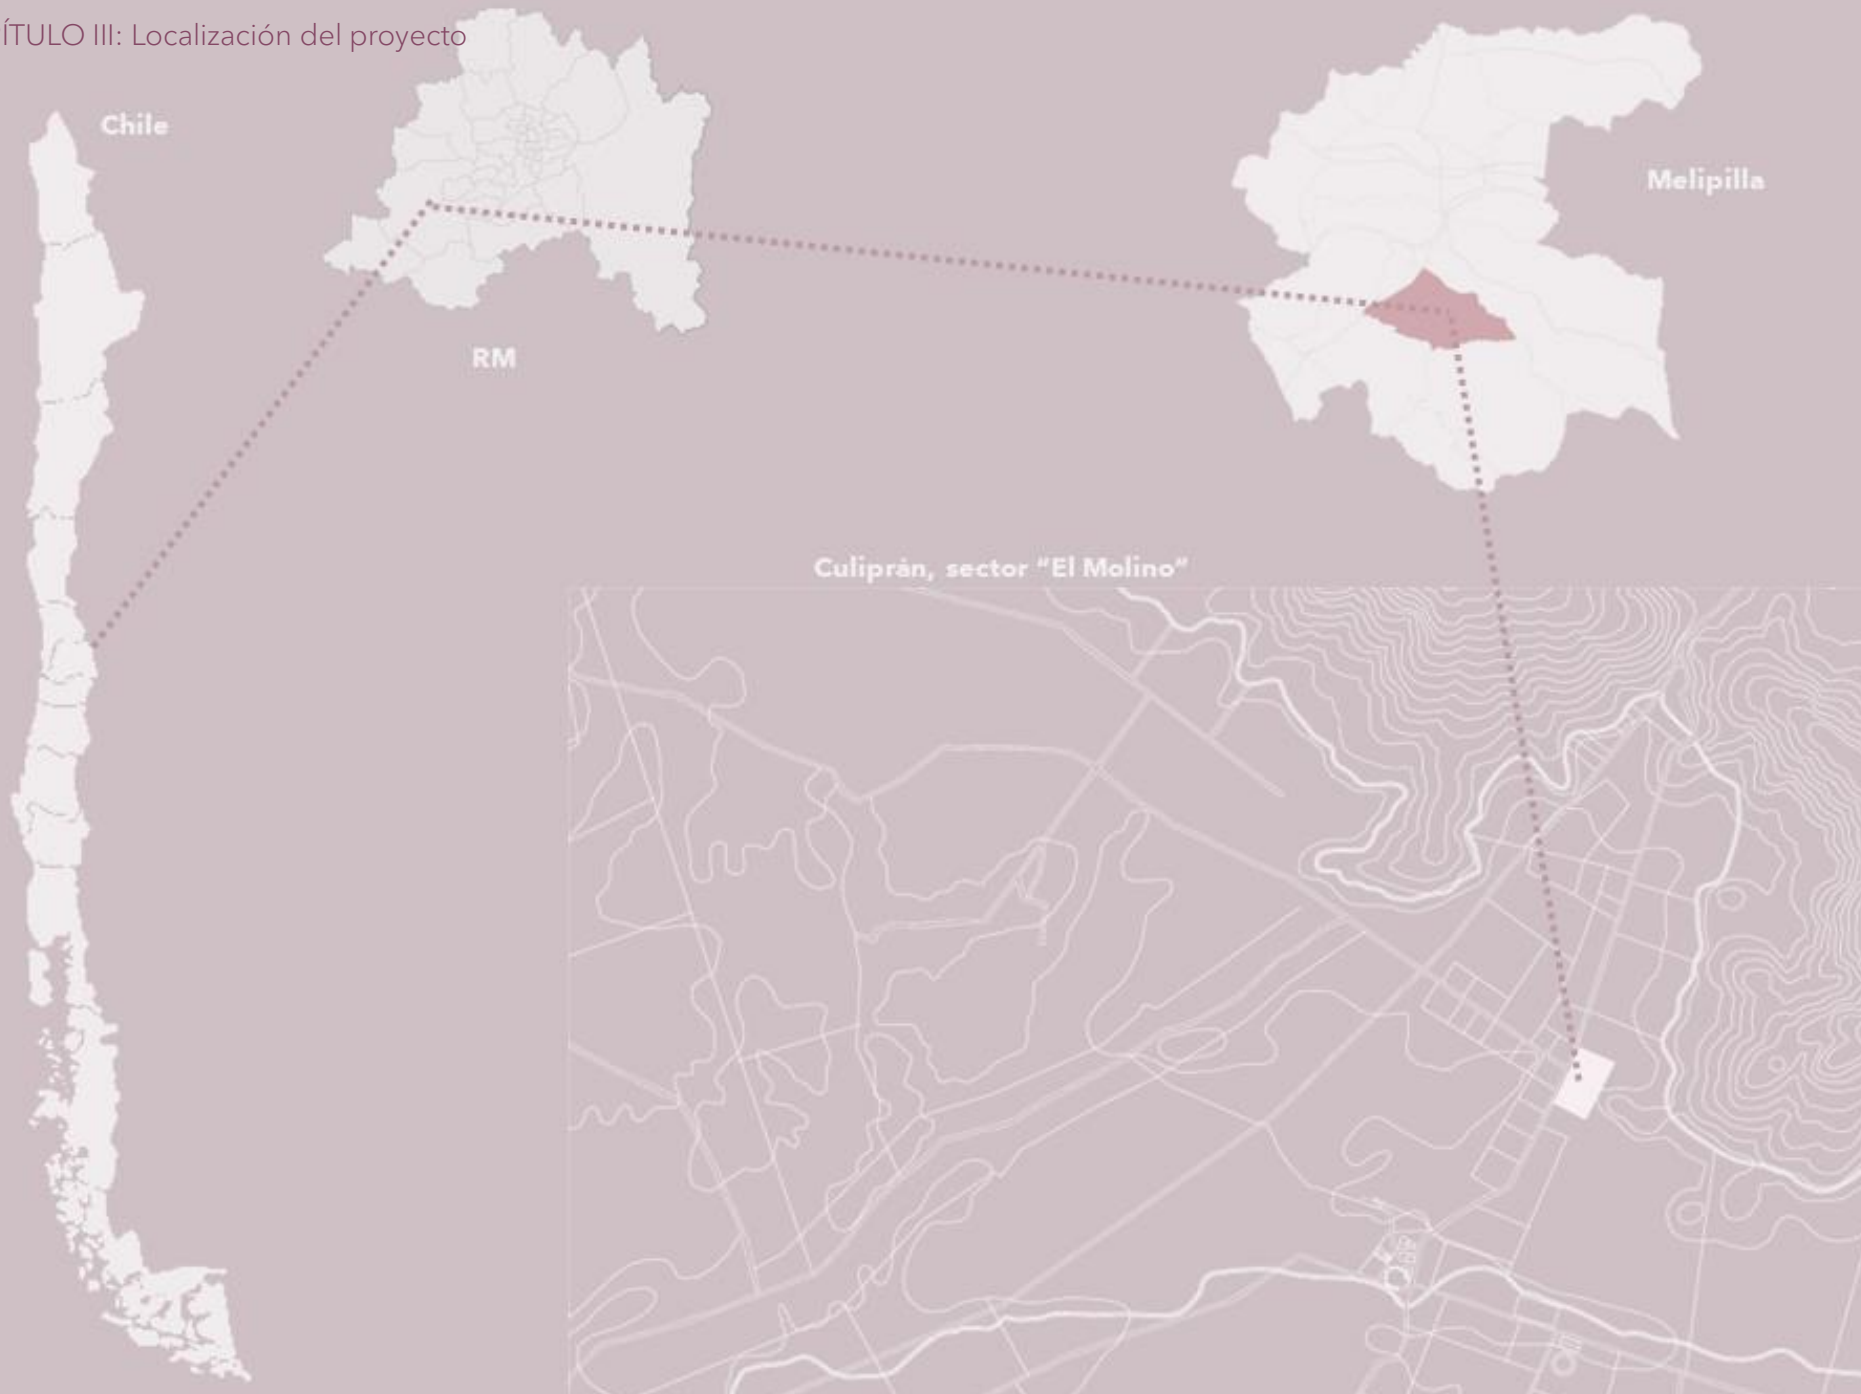 ÍTULO III: Localización del proyecto
Chile
RM
Melipilla
Culiprán, sector “El Molino”